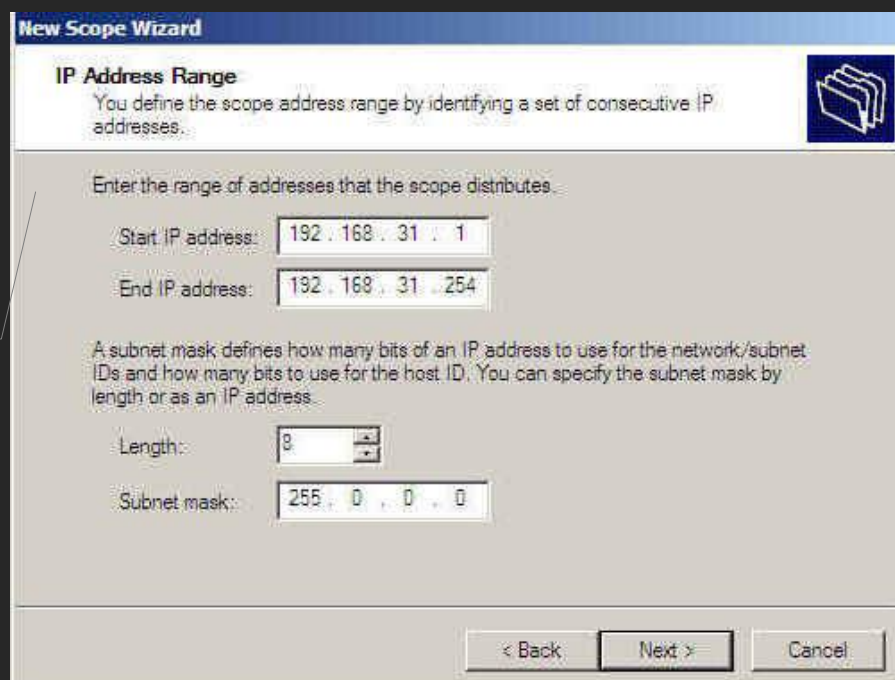 New Scope Wizard
IP Address Range
You define the scope address range by identifying a set of consecutive IP
addresses.
Enter the range of addresses that the scope distributes.
Start IP address: 192 . 168 . 31 . 1
End IP address: 192 . 168 . 31 . 254
A subnet mask defines how many bits of an IP address to use for the network/subnet
IDs and how many bits to use for the host ID. You can specify the subnet mask by
length or as an IP address.
Length: 8
Subnet mask: 255 . 0 . 0 . 0
< Back Next > Cancel